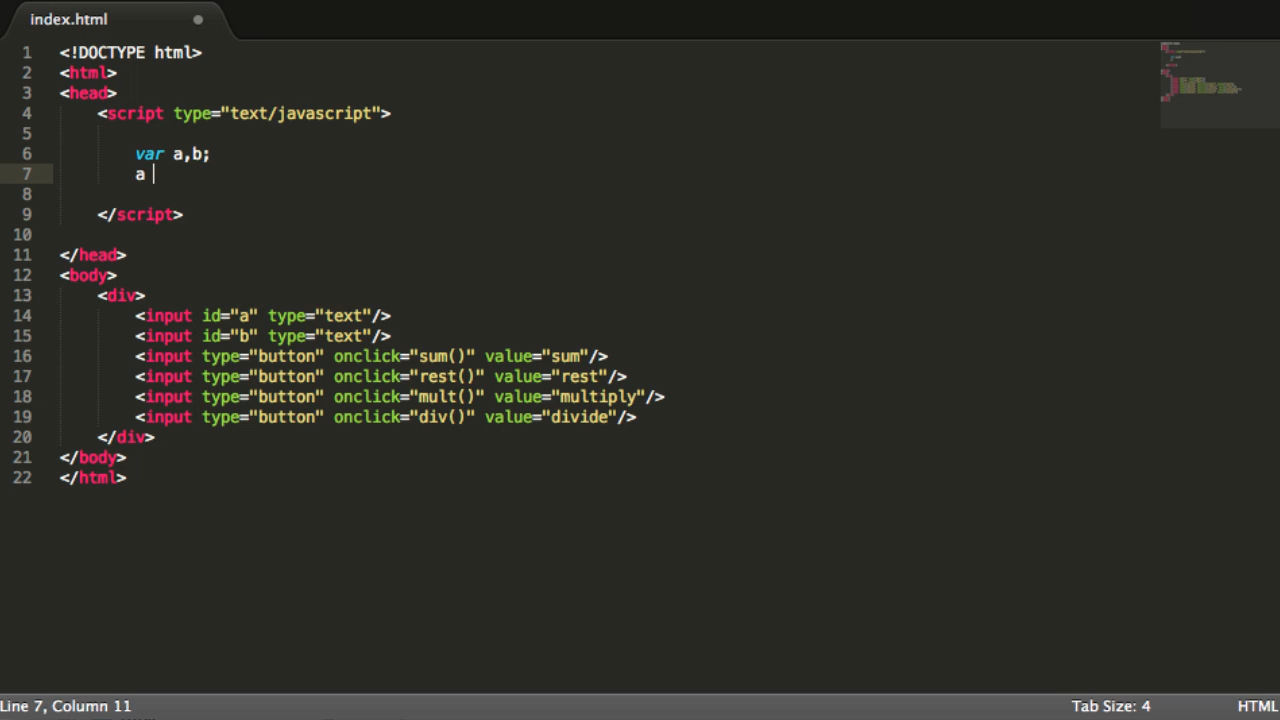 index.html
1 <!DOCTYPE html>
2 <html>
3 <head>
4 <script type="text/javascript">
5
6 var a,b;
7 a
8
9 </script>
10
11 </head>
12 <body>
13 <div>
14 <input id="a" type="text"/>
15 <input id="b" type="text"/>
16 <input type="button" onclick="sum()" value="sum"/>
17 <input type="button" onclick="rest()" value="rest"/>
18 <input type="button" onclick="mult()" value="multiply"/>
19 <input type="button" onclick="div()" value="divide"/>
20 </div>
21 </body>
22 </html>
Line 7, Column 11 Tab Size: 4 HTML